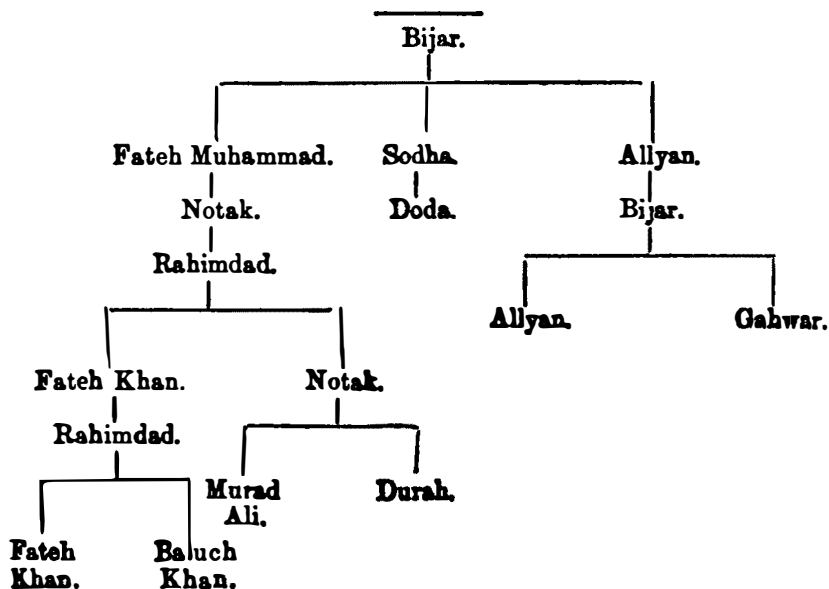 Bijar.
Fateh Muhammad. Sodha. Allyan.
Notak. Doda. Bijar.
Rahimdad.
Allyan. Gahwar.
Fateh Khan. Notak.
Rahimdad.
Murad Durah.
Ali.
Fateh Baluch
Khan. Khan.